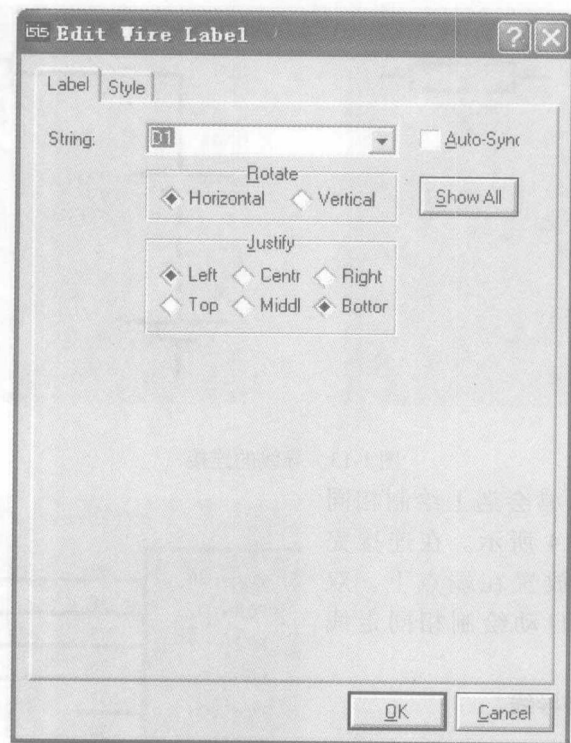 isis Edit Wire Label
Label Style
String: D1 Auto-Sync
Rotate
Horizontal Vertical
Show All
Justify
Left Centr Right
Top Middl Bottor
OK Cancel